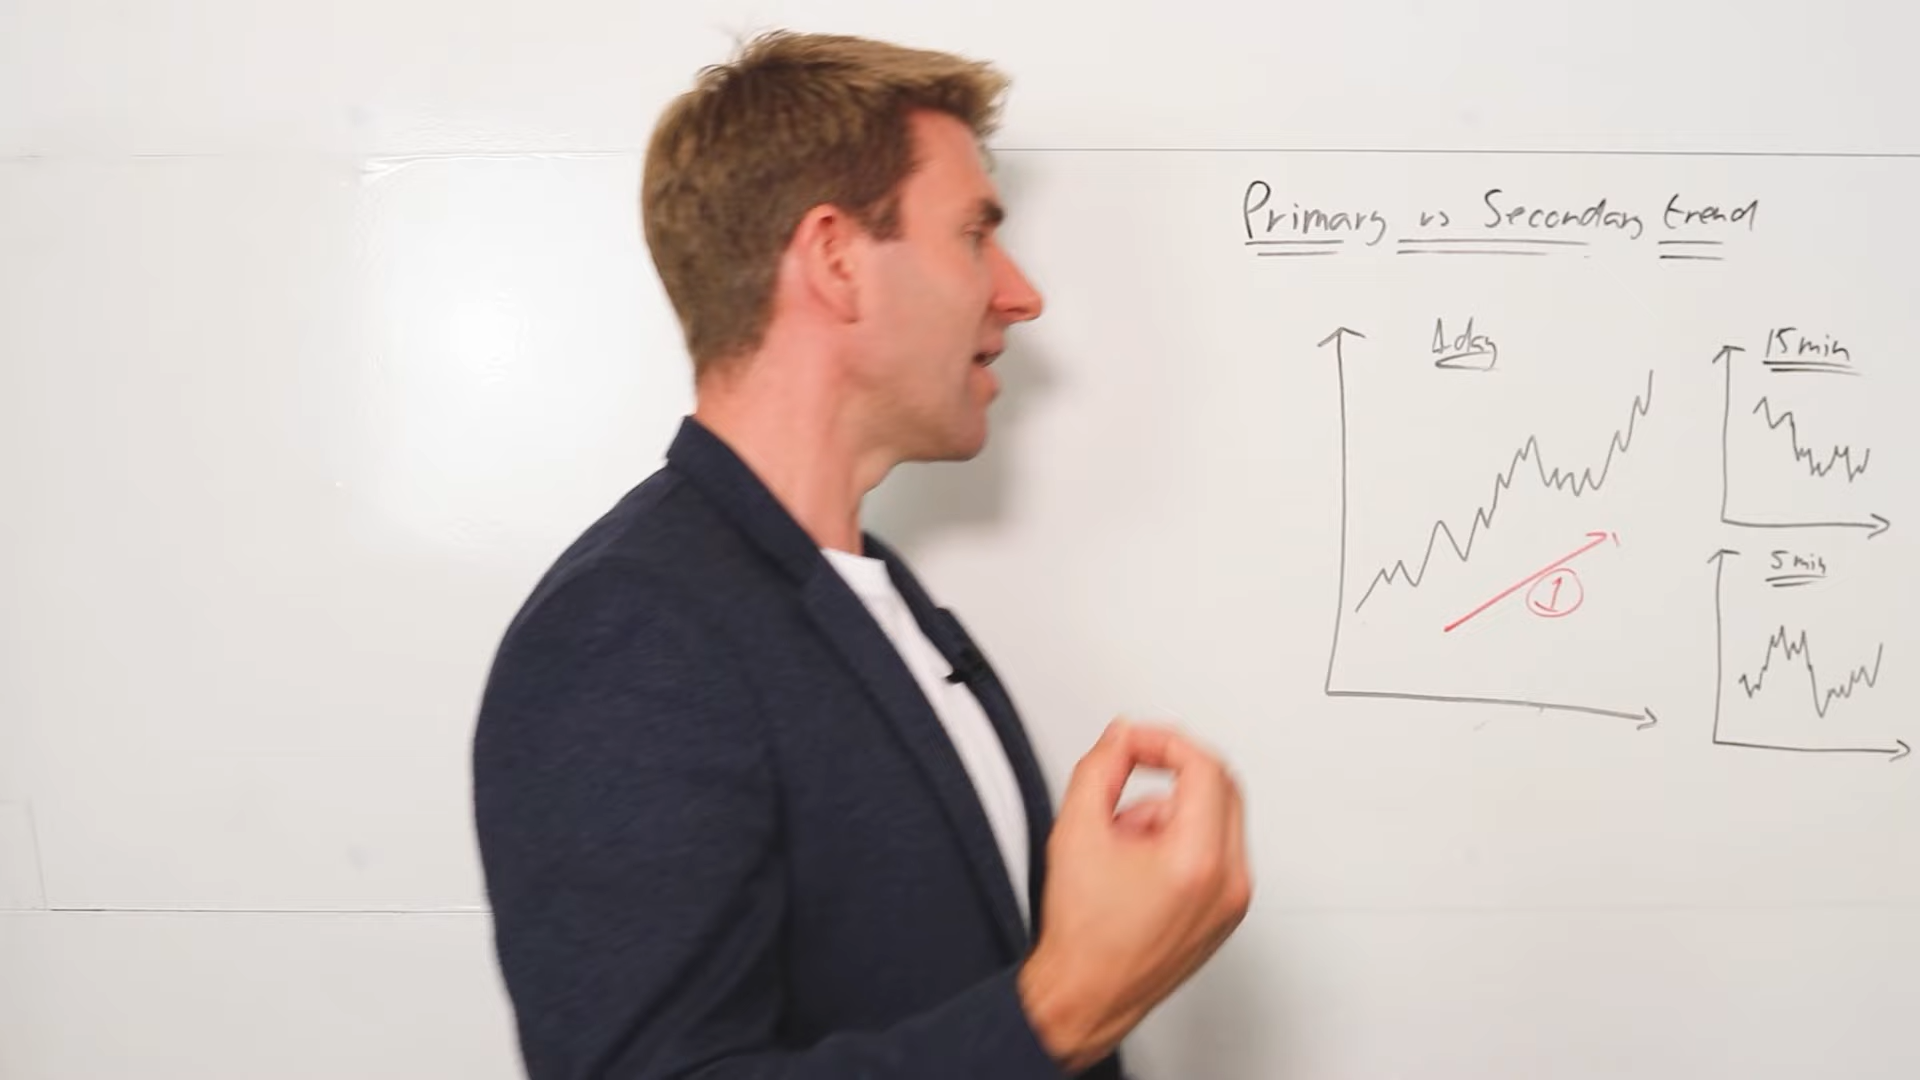 Primary vs Secondary trend
1 day
15 min
5 min
1